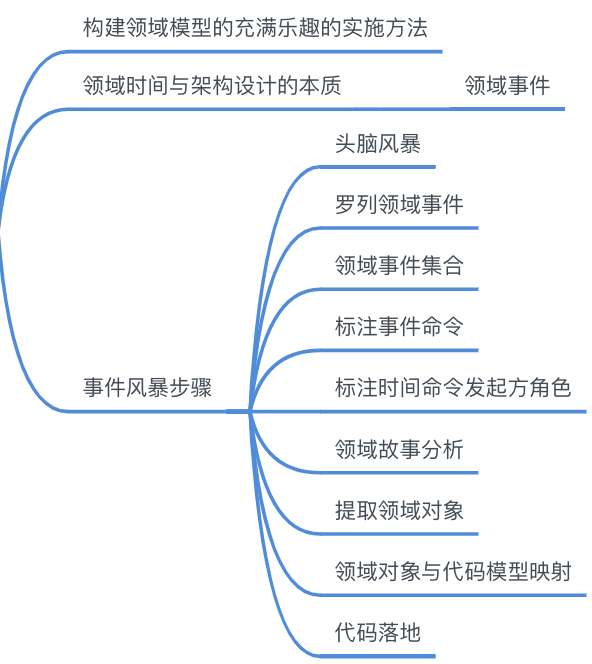 构建领域模型的充满乐趣的实施方法
领域时间与架构设计的本质
领域事件
事件风暴步骤
头脑风暴
罗列领域事件
领域事件集合
标注事件命令
标注时间命令发起方角色
领域故事分析
提取领域对象
领域对象与代码模型映射
代码落地